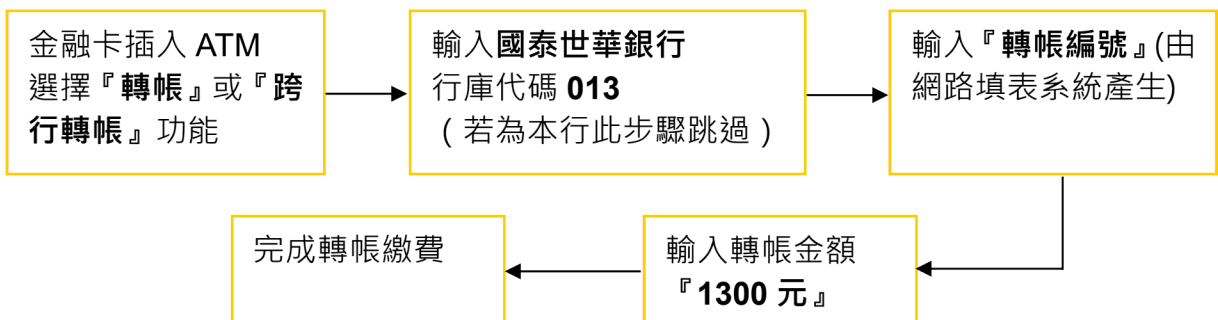 金融卡插入 ATM
選擇『轉帳』或『跨
行轉帳』功能
輸入國泰世華銀行
行庫代碼 013
（若為本行此步驟跳過）
輸入『轉帳編號』(由
網路填表系統產生)
輸入轉帳金額
『1300 元』
完成轉帳繳費